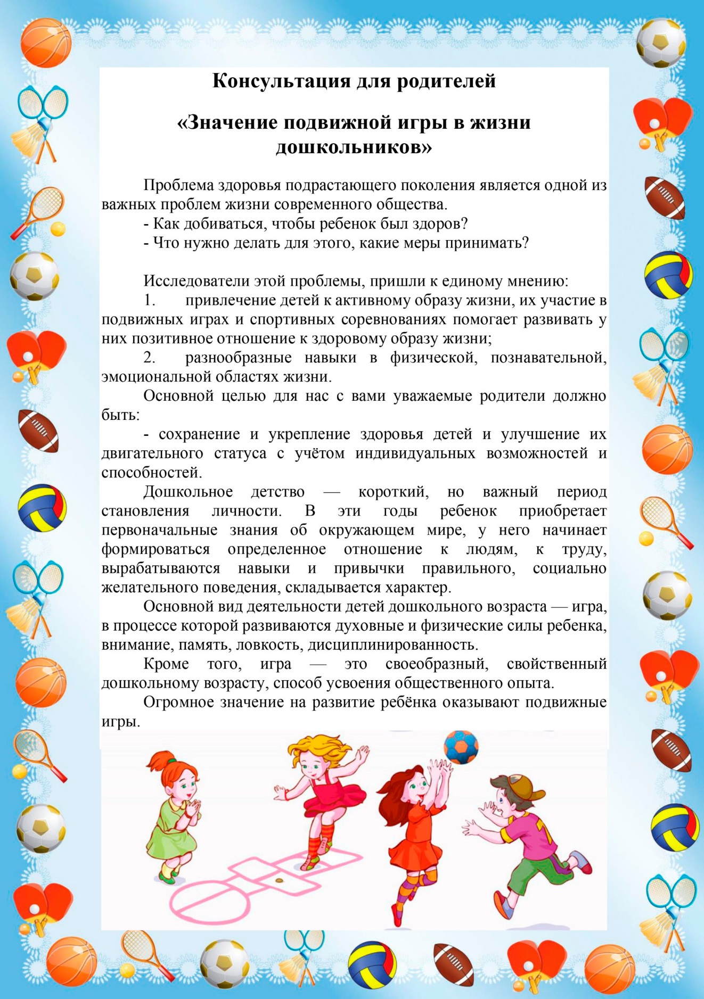 Консультация для родителей
«Значение подвижной игры в жизни
дошкольников»
Проблема здоровья подрастающего поколения является одной из
важных проблем жизни современного общества.
- Как добиваться, чтобы ребенок был здоров?
- Что нужно делать для этого, какие меры принимать?
Исследователи этой проблемы, пришли к единому мнению:
1. привлечение детей к активному образу жизни, их участие в
подвижных играх и спортивных соревнованиях помогает развивать у
них позитивное отношение к здоровому образу жизни;
2. разнообразные навыки в физической, познавательной,
эмоциональной областях жизни.
Основной целью для нас с вами уважаемые родители должно
быть:
- сохранение и укрепление здоровья детей и улучшение их
двигательного статуса с учётом индивидуальных возможностей и
способностей.
Дошкольное детство — короткий, но важный период
становления личности. В эти годы ребенок приобретает
первоначальные знания об окружающем мире, у него начинает
формироваться определенное отношение к людям, к труду,
вырабатываются навыки и привычки правильного, социально
желательного поведения, складывается характер.
Основной вид деятельности детей дошкольного возраста — игра,
в процессе которой развиваются духовные и физические силы ребенка,
внимание, память, ловкость, дисциплинированность.
Кроме того, игра — это своеобразный, свойственный
дошкольному возрасту, способ усвоения общественного опыта.
Огромное значение на развитие ребёнка оказывают подвижные
игры.